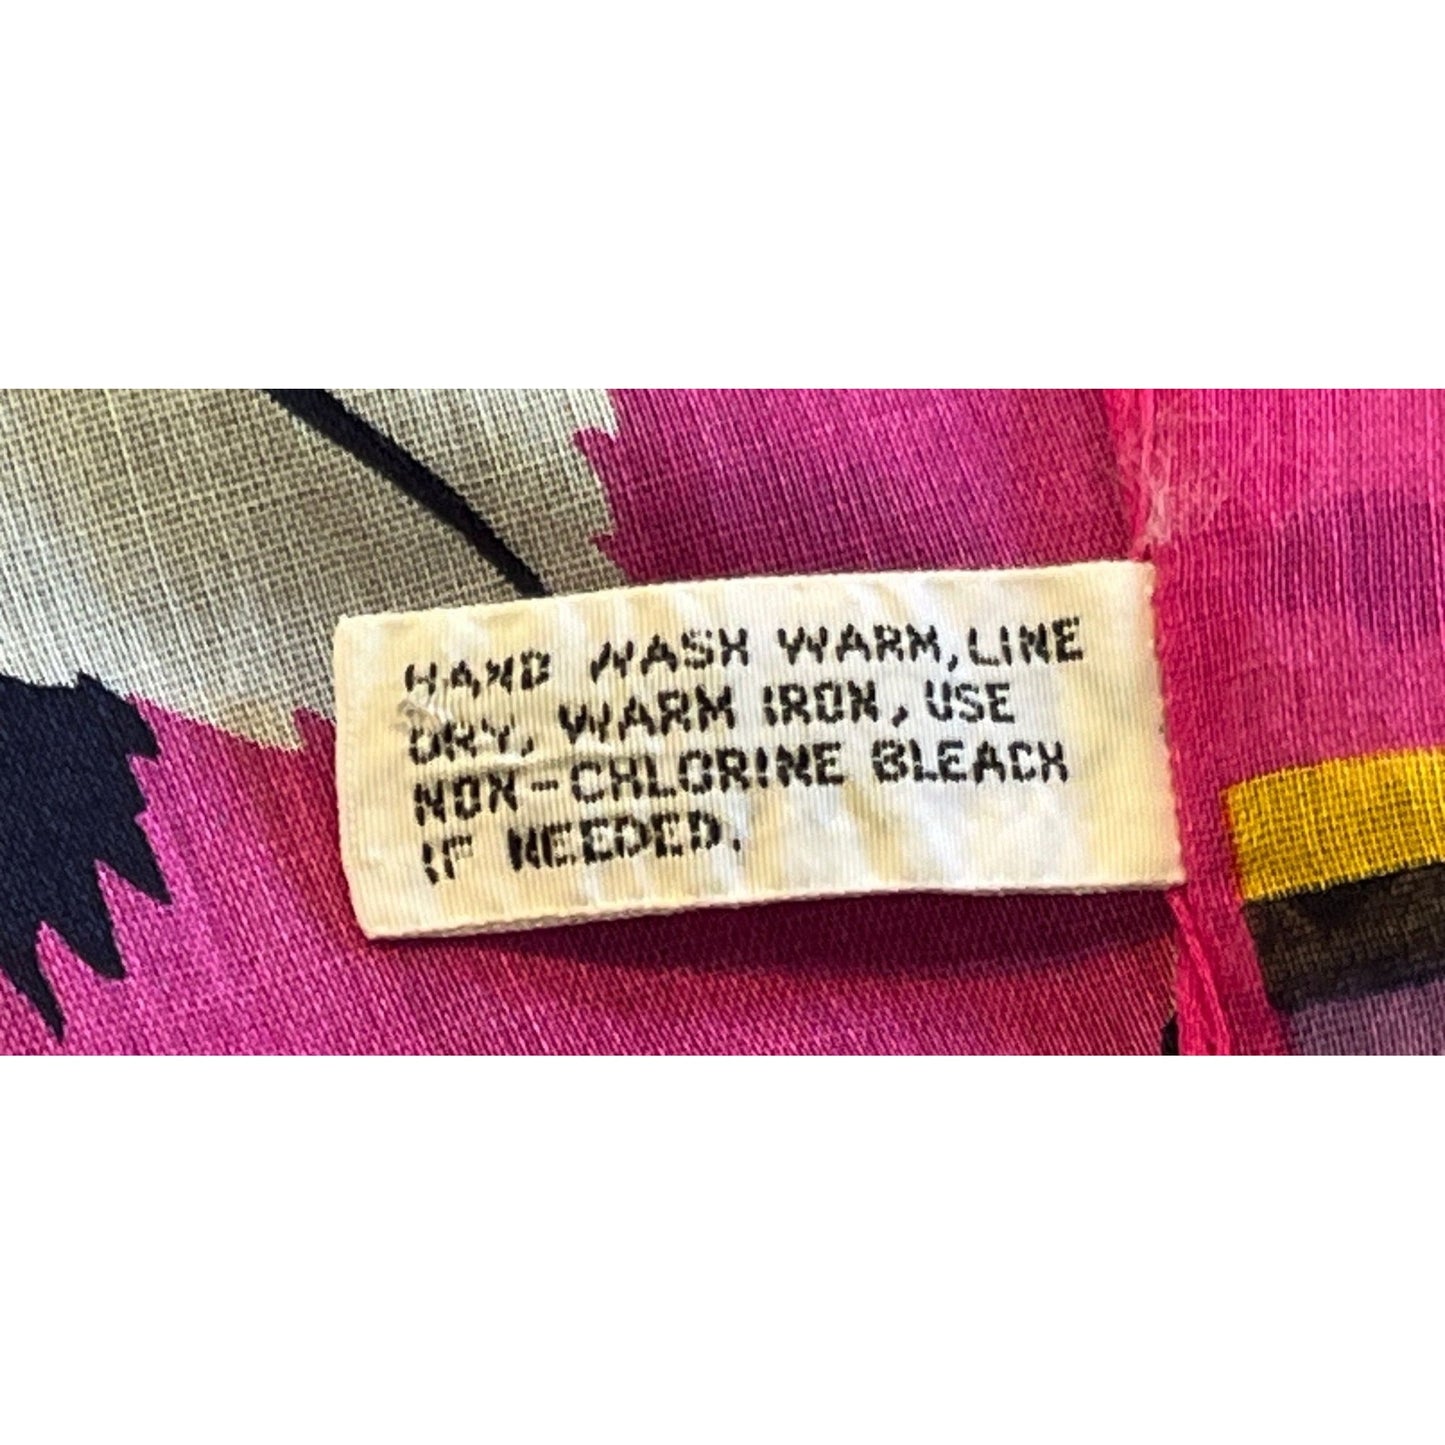 HAND WASH WARM, LINE
DRY, WARM IRON, USE
NON-CHLORINE BLEACH
IF NEEDED.